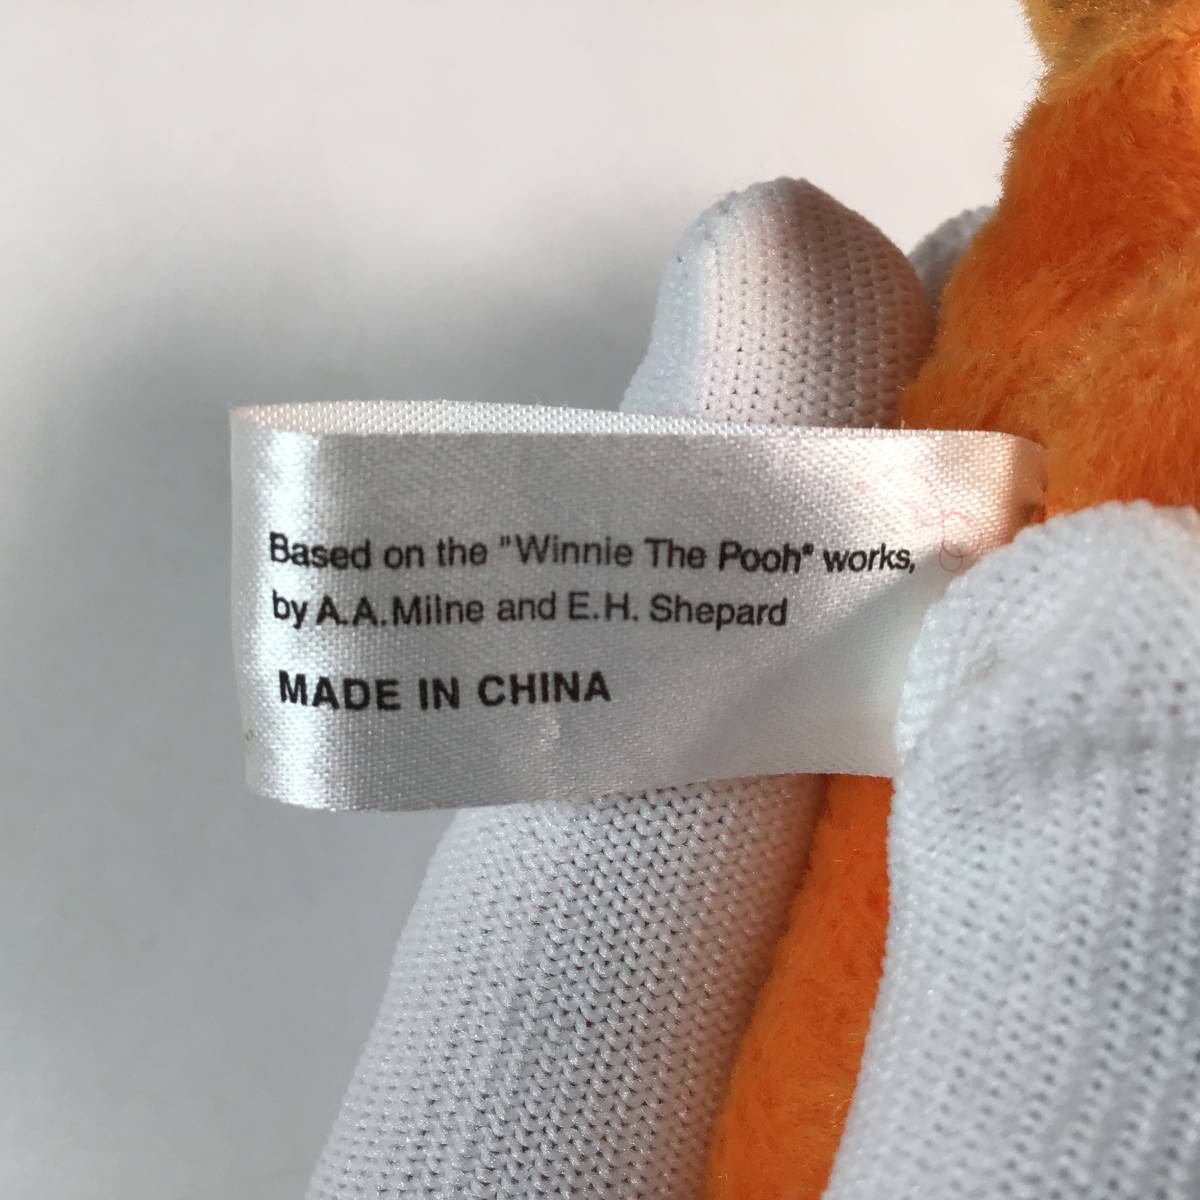 Based on the "Winnie The Pooh" works,
by A.A.Milne and E.H. Shepard
MADE IN CHINA